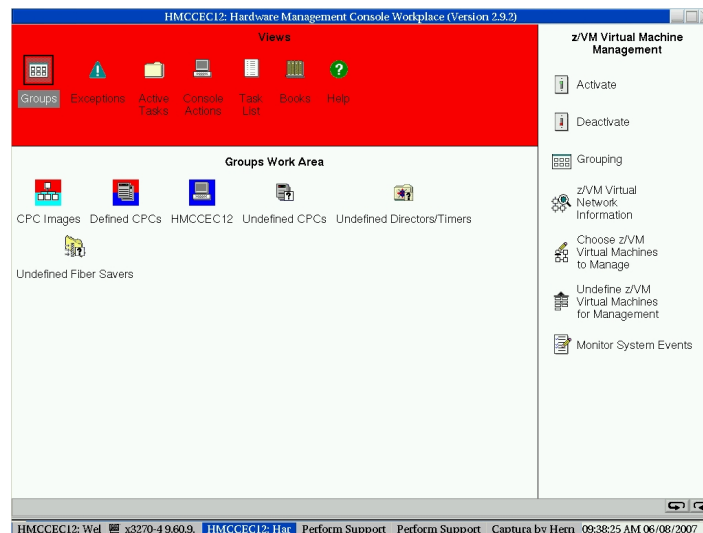 HMCCEC12: Hardware Management Console Workplace (Version 2.9.2)
Views
Groups
Exceptions
Active
Tasks
Console
Actions
Task
List
Books
Help
Groups Work Area
CPC Images
Defined CPCs
HMCCEC12
Undefined CPCs
Undefined Directors/Timers
Undefined Fiber Savers
z/VM Virtual Machine
Management
Activate
Deactivate
Grouping
z/VM Virtual
Network
Information
Choose z/VM
Virtual Machines
to Manage
Undefine z/VM
Virtual Machines
for Management
Monitor System Events
HMCCEC12: Wel
x3270-4 9.60.9.
HMCCEC12: Har
Perform Support
Perform Support
Captura by Hern
09:38:25 AM 06/08/2007